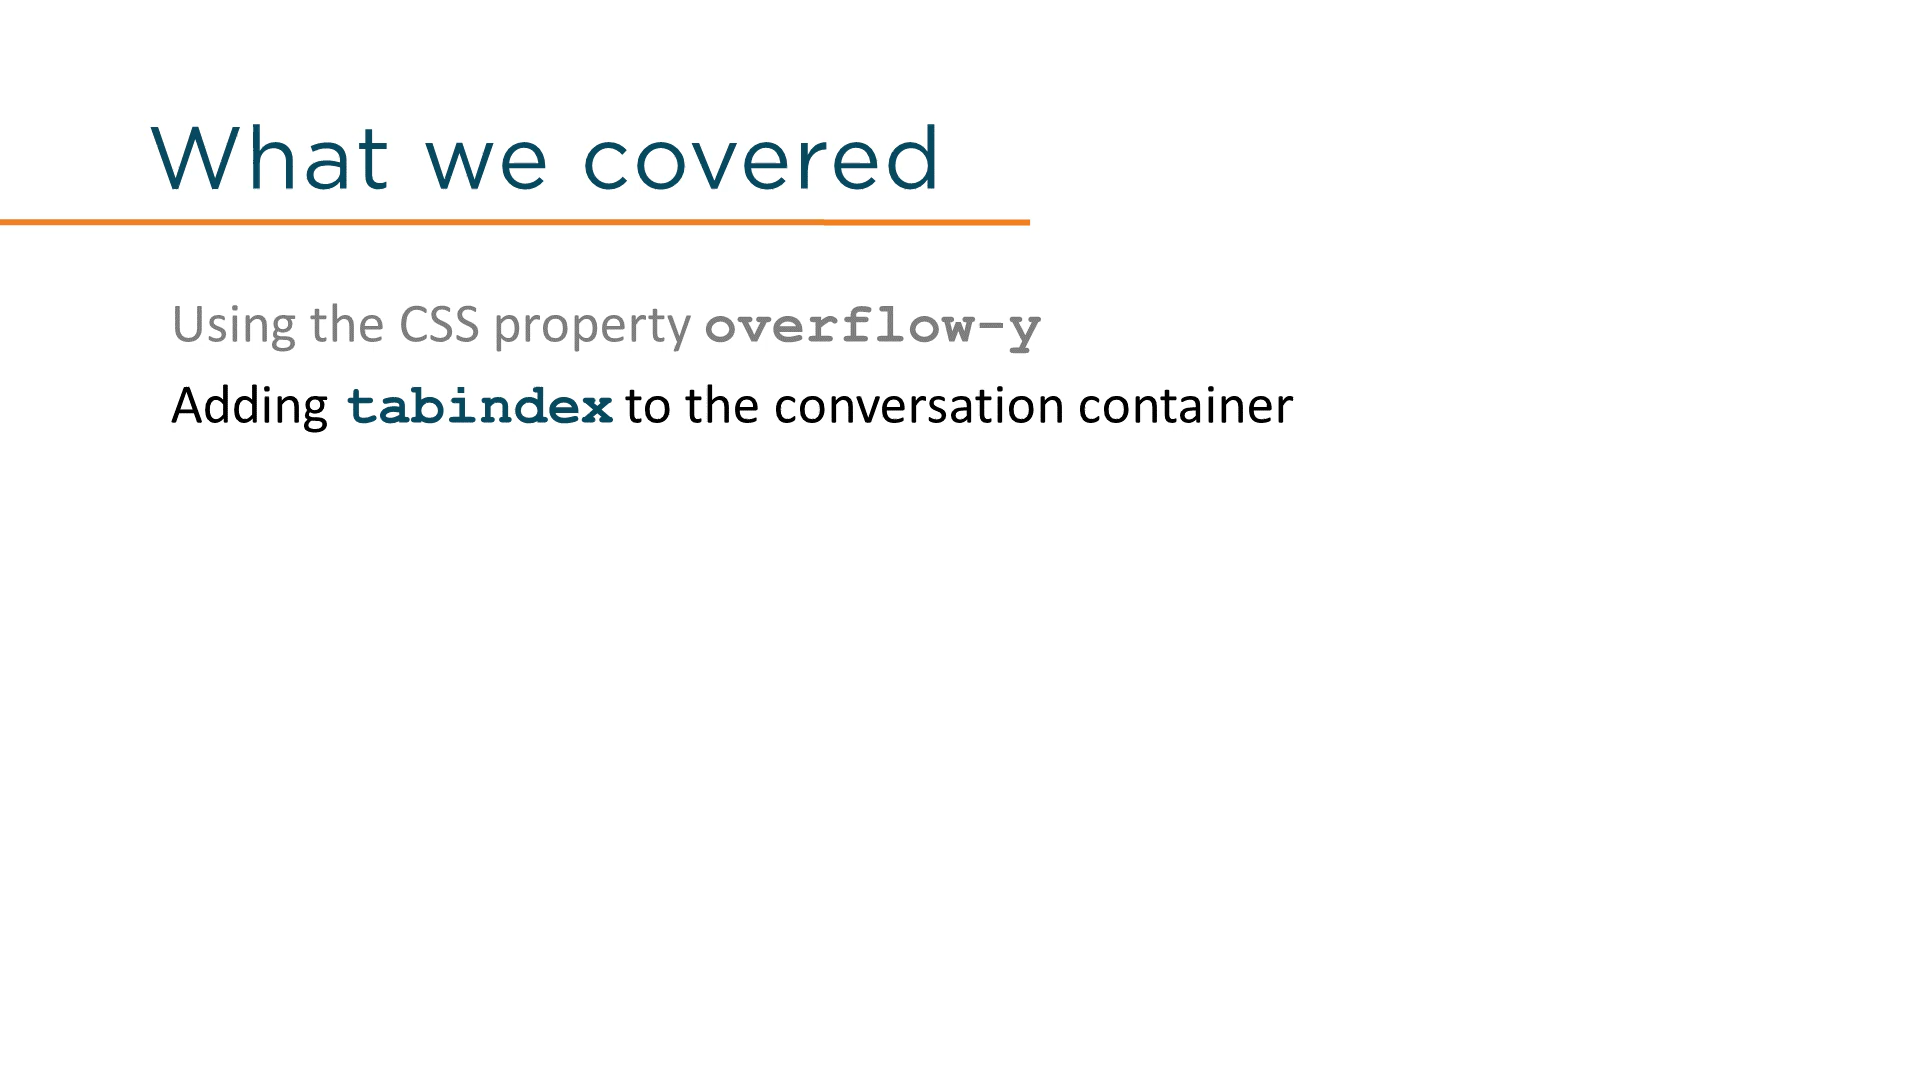 What we covered
Using the CSS property overflow-y
Adding tabindex to the conversation container